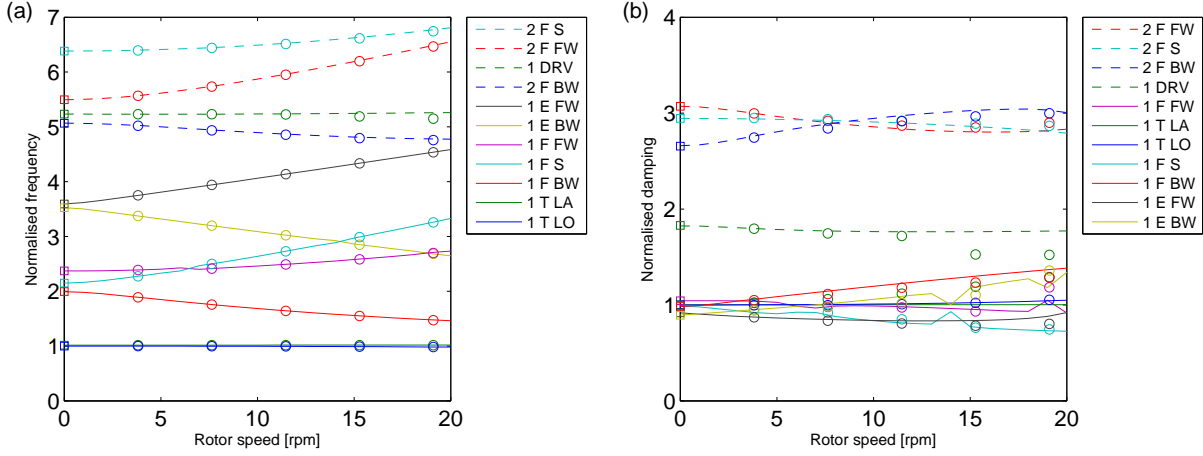 (a)
7
6
5
4
3
2
1
0
0
5
10
15
20
Normalised frequency
Rotor speed [rpm]
2 F S
2 F FW
1 DRV
2 F BW
1 E FW
1 E BW
1 F FW
1 F S
1 F BW
1 T LA
1 T LO
(b)
4
3
2
1
0
0
5
10
15
20
Normalised damping
Rotor speed [rpm]
2 F FW
2 F S
2 F BW
1 DRV
1 F FW
1 T LA
1 T LO
1 F S
1 F BW
1 E FW
1 E BW